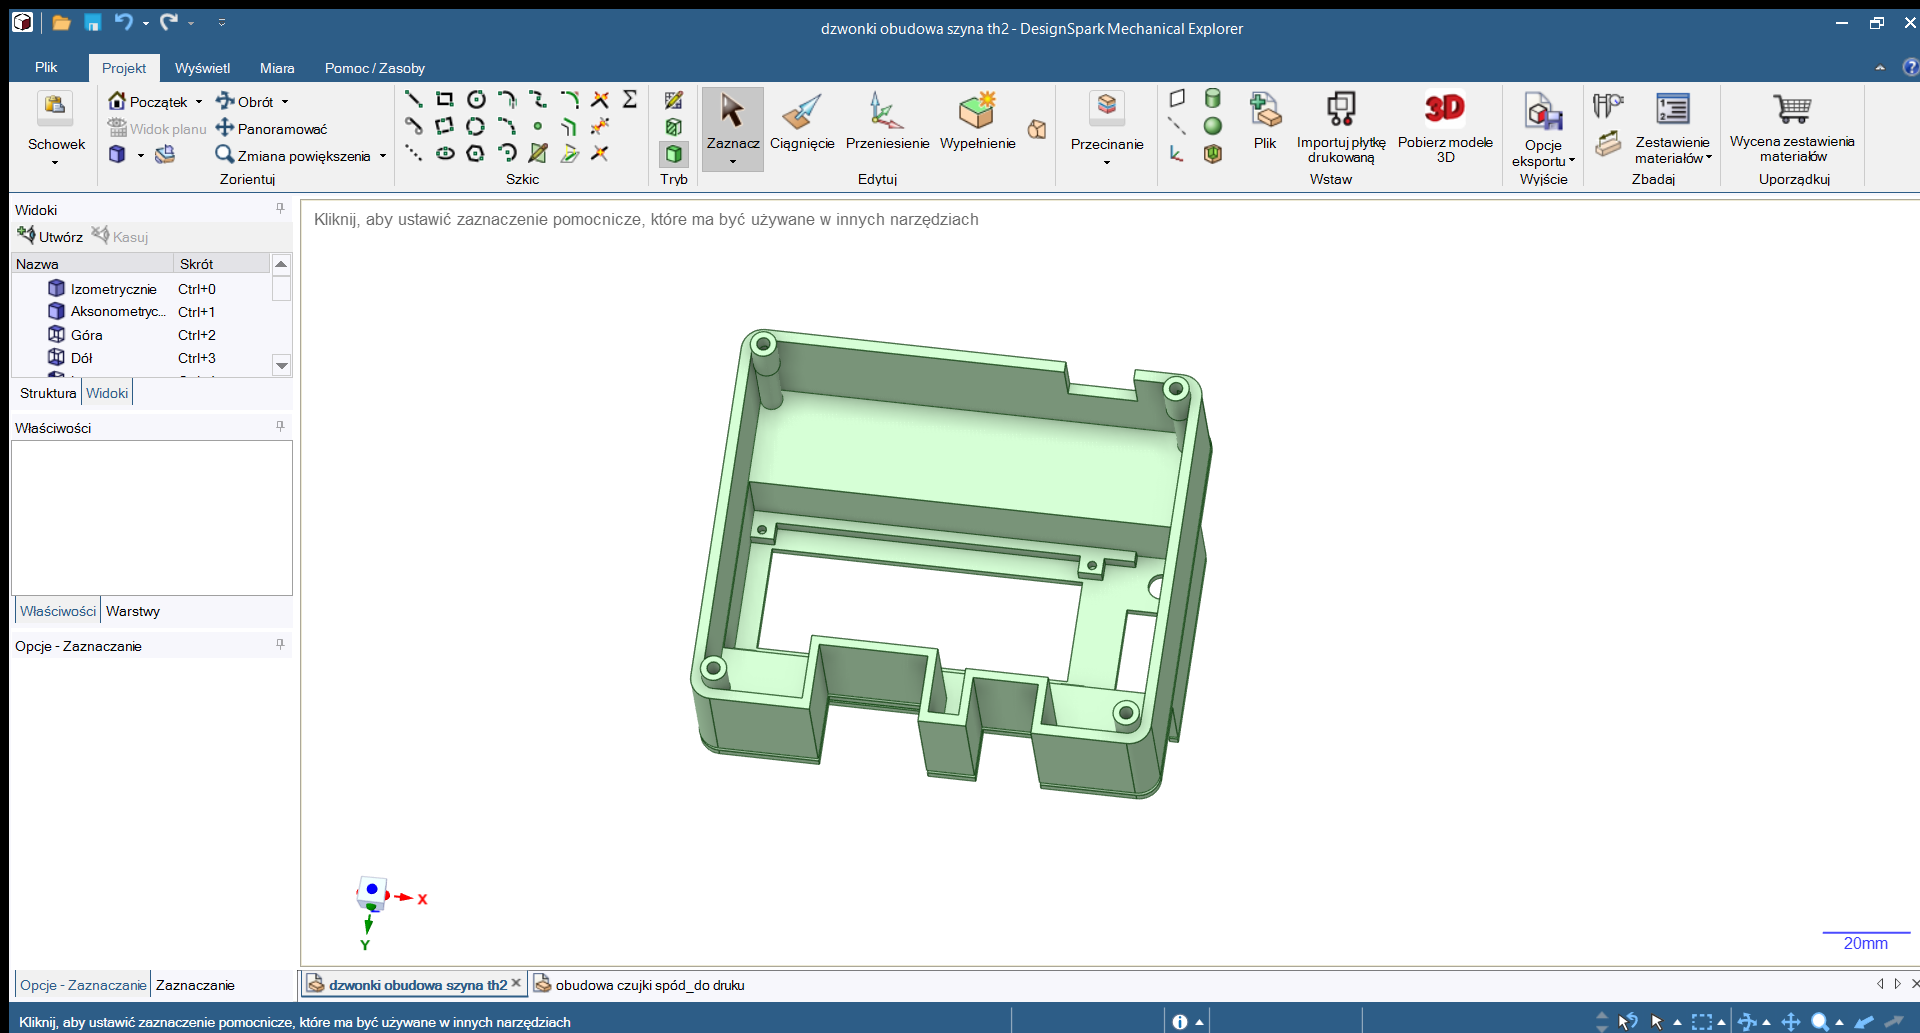 dzwonki obudowa szyna th2 - DesignSpark Mechanical Explorer
Plik
Projekt
Wyświetl
Miara
Pomoc / Zasoby
Schowek
Początek
Obrót
Widok planu
Panoramować
Zmiana powiększenia
Zorientuj
Szkic
Tryb
Zaznacz
Ciągnięcie
Przeniesienie
Wypełnienie
Edytuj
Przecinanie
Plik
Importuj płytkę
drukowaną
3D
Pobierz modele
3D
Wstaw
Opcje
eksportu
Wyjście
Zestawienie
materiałów
Zbadaj
Wycena zestawienia
materiałów
Uporządkuj
Widoki
Utwórz
Kasuj
Nazwa
Skrót
Izometrycznie
Ctrl+0
Aksonometryc...
Ctrl+1
Góra
Ctrl+2
Dół
Ctrl+3
Struktura
Widoki
Właściwości
Właściwości
Warstwy
Opcje - Zaznaczanie
Opcje - Zaznaczanie
Zaznaczanie
Kliknij, aby ustawić zaznaczenie pomocnicze, które ma być używane w innych narzędziach
X
Y
20mm
dzwonki obudowa szyna th2
obudowa czujki spód_do druku
Kliknij, aby ustawić zaznaczenie pomocnicze, które ma być używane w innych narzędziach